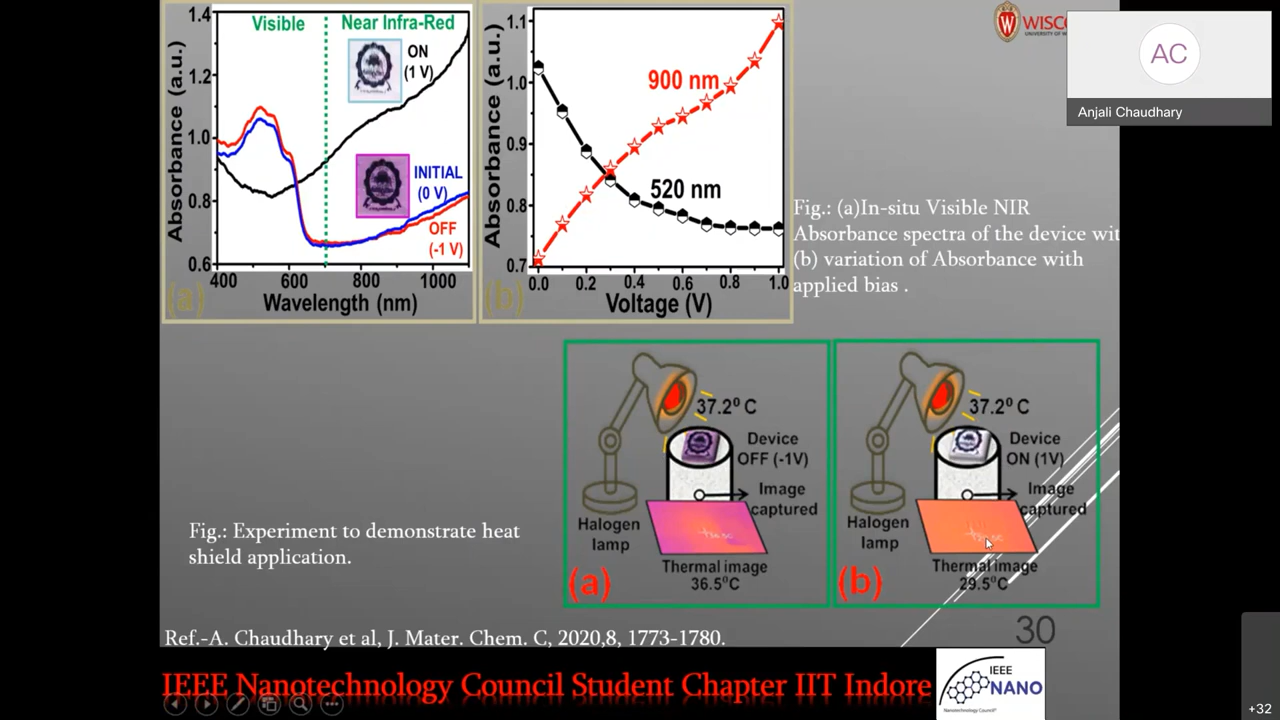 1.4
1.2
1.0
0.8
0.6
Absorbance (a.u.)
Visible
Near Infra-Red
ON
(1 V)
INITIAL
(0 V)
OFF
(-1 V)
400
600
800
1000
Wavelength (nm)
(a)
1.1
1.0
0.9
0.8
0.7
Absorbance (a.u.)
900 nm
520 nm
0.0 0.2 0.4 0.6 0.8 1.0
Voltage (V)
(b)
WISCO
AC
Anjali Chaudhary
Fig.: (a)In-situ Visible NIR
Absorbance spectra of the device wit
(b) variation of Absorbance with
applied bias .
37.2⁰ C
Device
OFF (-1V)
Image
captured
Halogen
lamp
Thermal image
36.5⁰C
(a)
37.2⁰ C
Device
ON (1V)
Image
captured
Halogen
lamp
Thermal image
29.5⁰C
(b)
Fig.: Experiment to demonstrate heat
shield application.
30
Ref.-A. Chaudhary et al, J. Mater. Chem. C, 2020,8, 1773-1780.
IEEE Nanotechnology Council Student Chapter IIT Indore
IEEE
NANO
Nanotechnology Council
+32